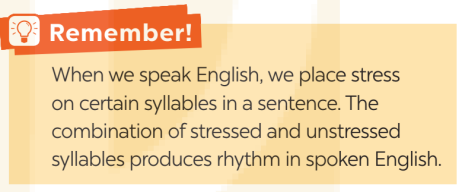 Remember!
When we speak English, we place stress
on certain syllables in a sentence. The
combination of stressed and unstressed
syllables produces rhythm in spoken English.